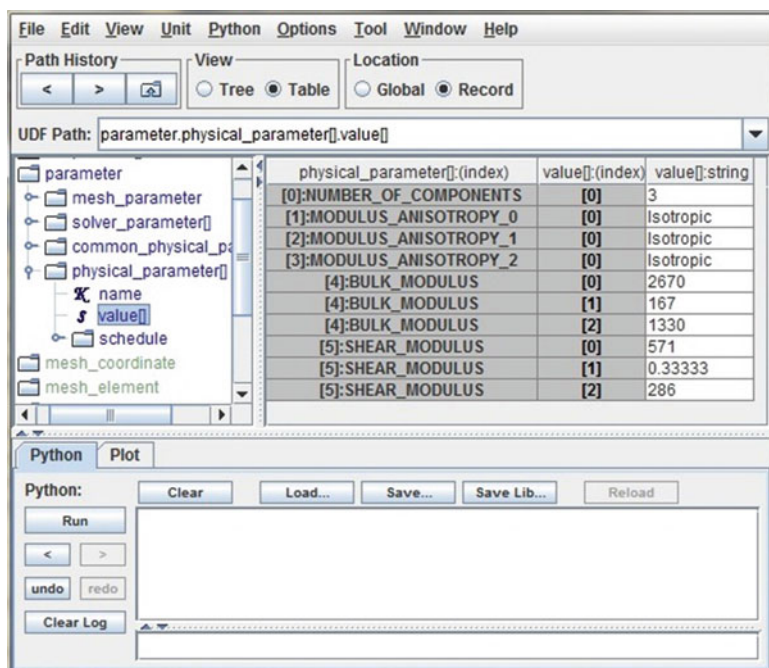 File Edit View Unit Python Options Tool Window Help
Path History View Location
< > Tree Table Global Record
UDF Path: parameter.physical_parameter[].value[]
parameter
mesh_parameter
solver_parameter[]
common_physical_pa
physical_parameter[]
K name
S value[]
schedule
mesh_coordinate
mesh_element
physical_parameter[]:(index) value[]:(index) value[]:string
[0]:NUMBER_OF_COMPONENTS [0] 3
[1]:MODULUS_ANISOTROPY_0 [0] Isotropic
[2]:MODULUS_ANISOTROPY_1 [0] Isotropic
[3]:MODULUS_ANISOTROPY_2 [0] Isotropic
[4]:BULK_MODULUS [0] 2670
[4]:BULK_MODULUS [1] 167
[4]:BULK_MODULUS [2] 1330
[5]:SHEAR_MODULUS [0] 571
[5]:SHEAR_MODULUS [1] 0.33333
[5]:SHEAR_MODULUS [2] 286
Python Plot
Python: Clear Load... Save... Save Lib... Reload
Run
< >
undo redo
Clear Log